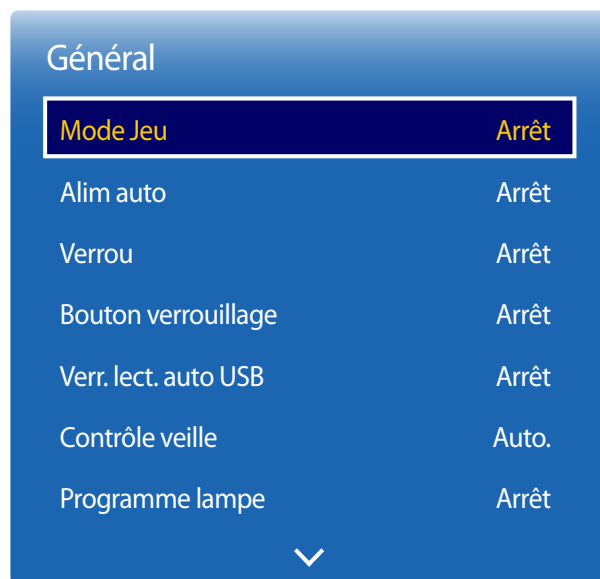 Général
Mode Jeu Arrêt
Alim auto Arrêt
Verrou Arrêt
Bouton verrouillage Arrêt
Verr. lect. auto USB Arrêt
Contrôle veille Auto.
Programme lampe Arrêt